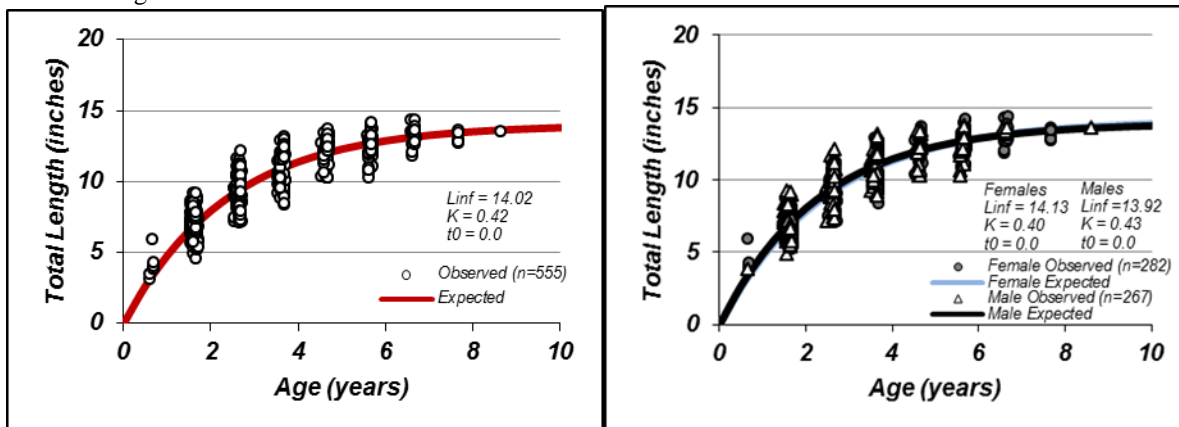 Total Length (inches)
20
15
10
5
0
Linf = 14.02
K = 0.42
t0 = 0.0
Observed (n=555)
Expected
0 2 4 6 8 10
Age (years)
Total Length (inches)
20
15
10
5
0
Females Males
Linf = 14.13 Linf =13.92
K = 0.40 K = 0.43
t0 = 0.0 t0 = 0.0
Female Observed (n=282)
Female Expected
Male Observed (n=267)
Male Expected
0 2 4 6 8 10
Age (years)